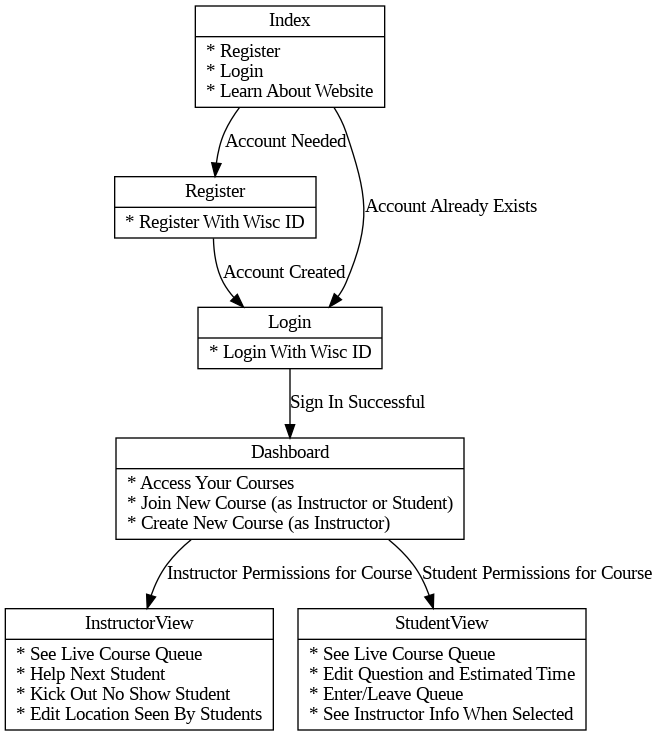 Index
* Register
* Login
* Learn About Website
Account Needed
Register
* Register With Wisc ID
Account Already Exists
Account Created
Login
* Login With Wisc ID
Sign In Successful
Dashboard
* Access Your Courses
* Join New Course (as Instructor or Student)
* Create New Course (as Instructor)
Instructor Permissions for Course
Student Permissions for Course
InstructorView
* See Live Course Queue
* Help Next Student
* Kick Out No Show Student
* Edit Location Seen By Students
StudentView
* See Live Course Queue
* Edit Question and Estimated Time
* Enter/Leave Queue
* See Instructor Info When Selected